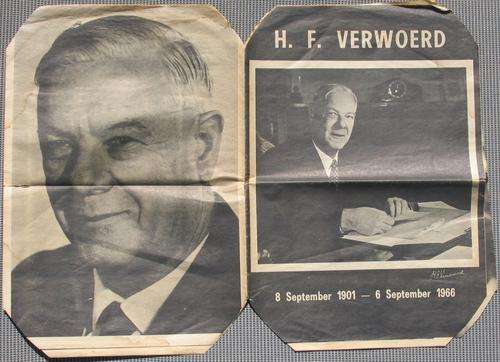 H. F. VERWOERD
8 September 1901 — 6 September 1966